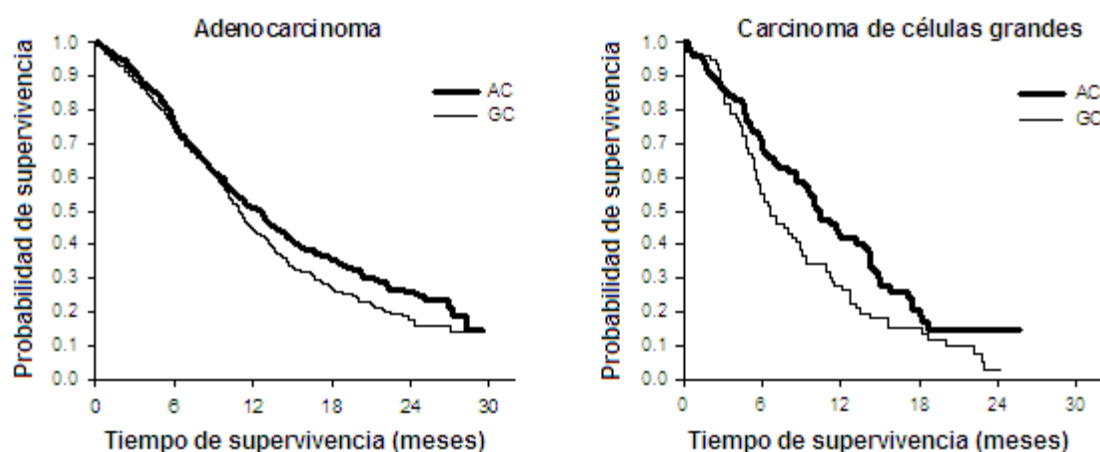 Adenocarcinoma
Probabilidad de supervivencia
1.0
0.9
0.8
0.7
0.6
0.5
0.4
0.3
0.2
0.1
0.0
AC
GC
0 6 12 18 24 30
Tiempo de supervivencia (meses)
Carcinoma de células grandes
Probabilidad de supervivencia
1.0
0.9
0.8
0.7
0.6
0.5
0.4
0.3
0.2
0.1
0.0
AC
GC
0 6 12 18 24 30
Tiempo de supervivencia (meses)